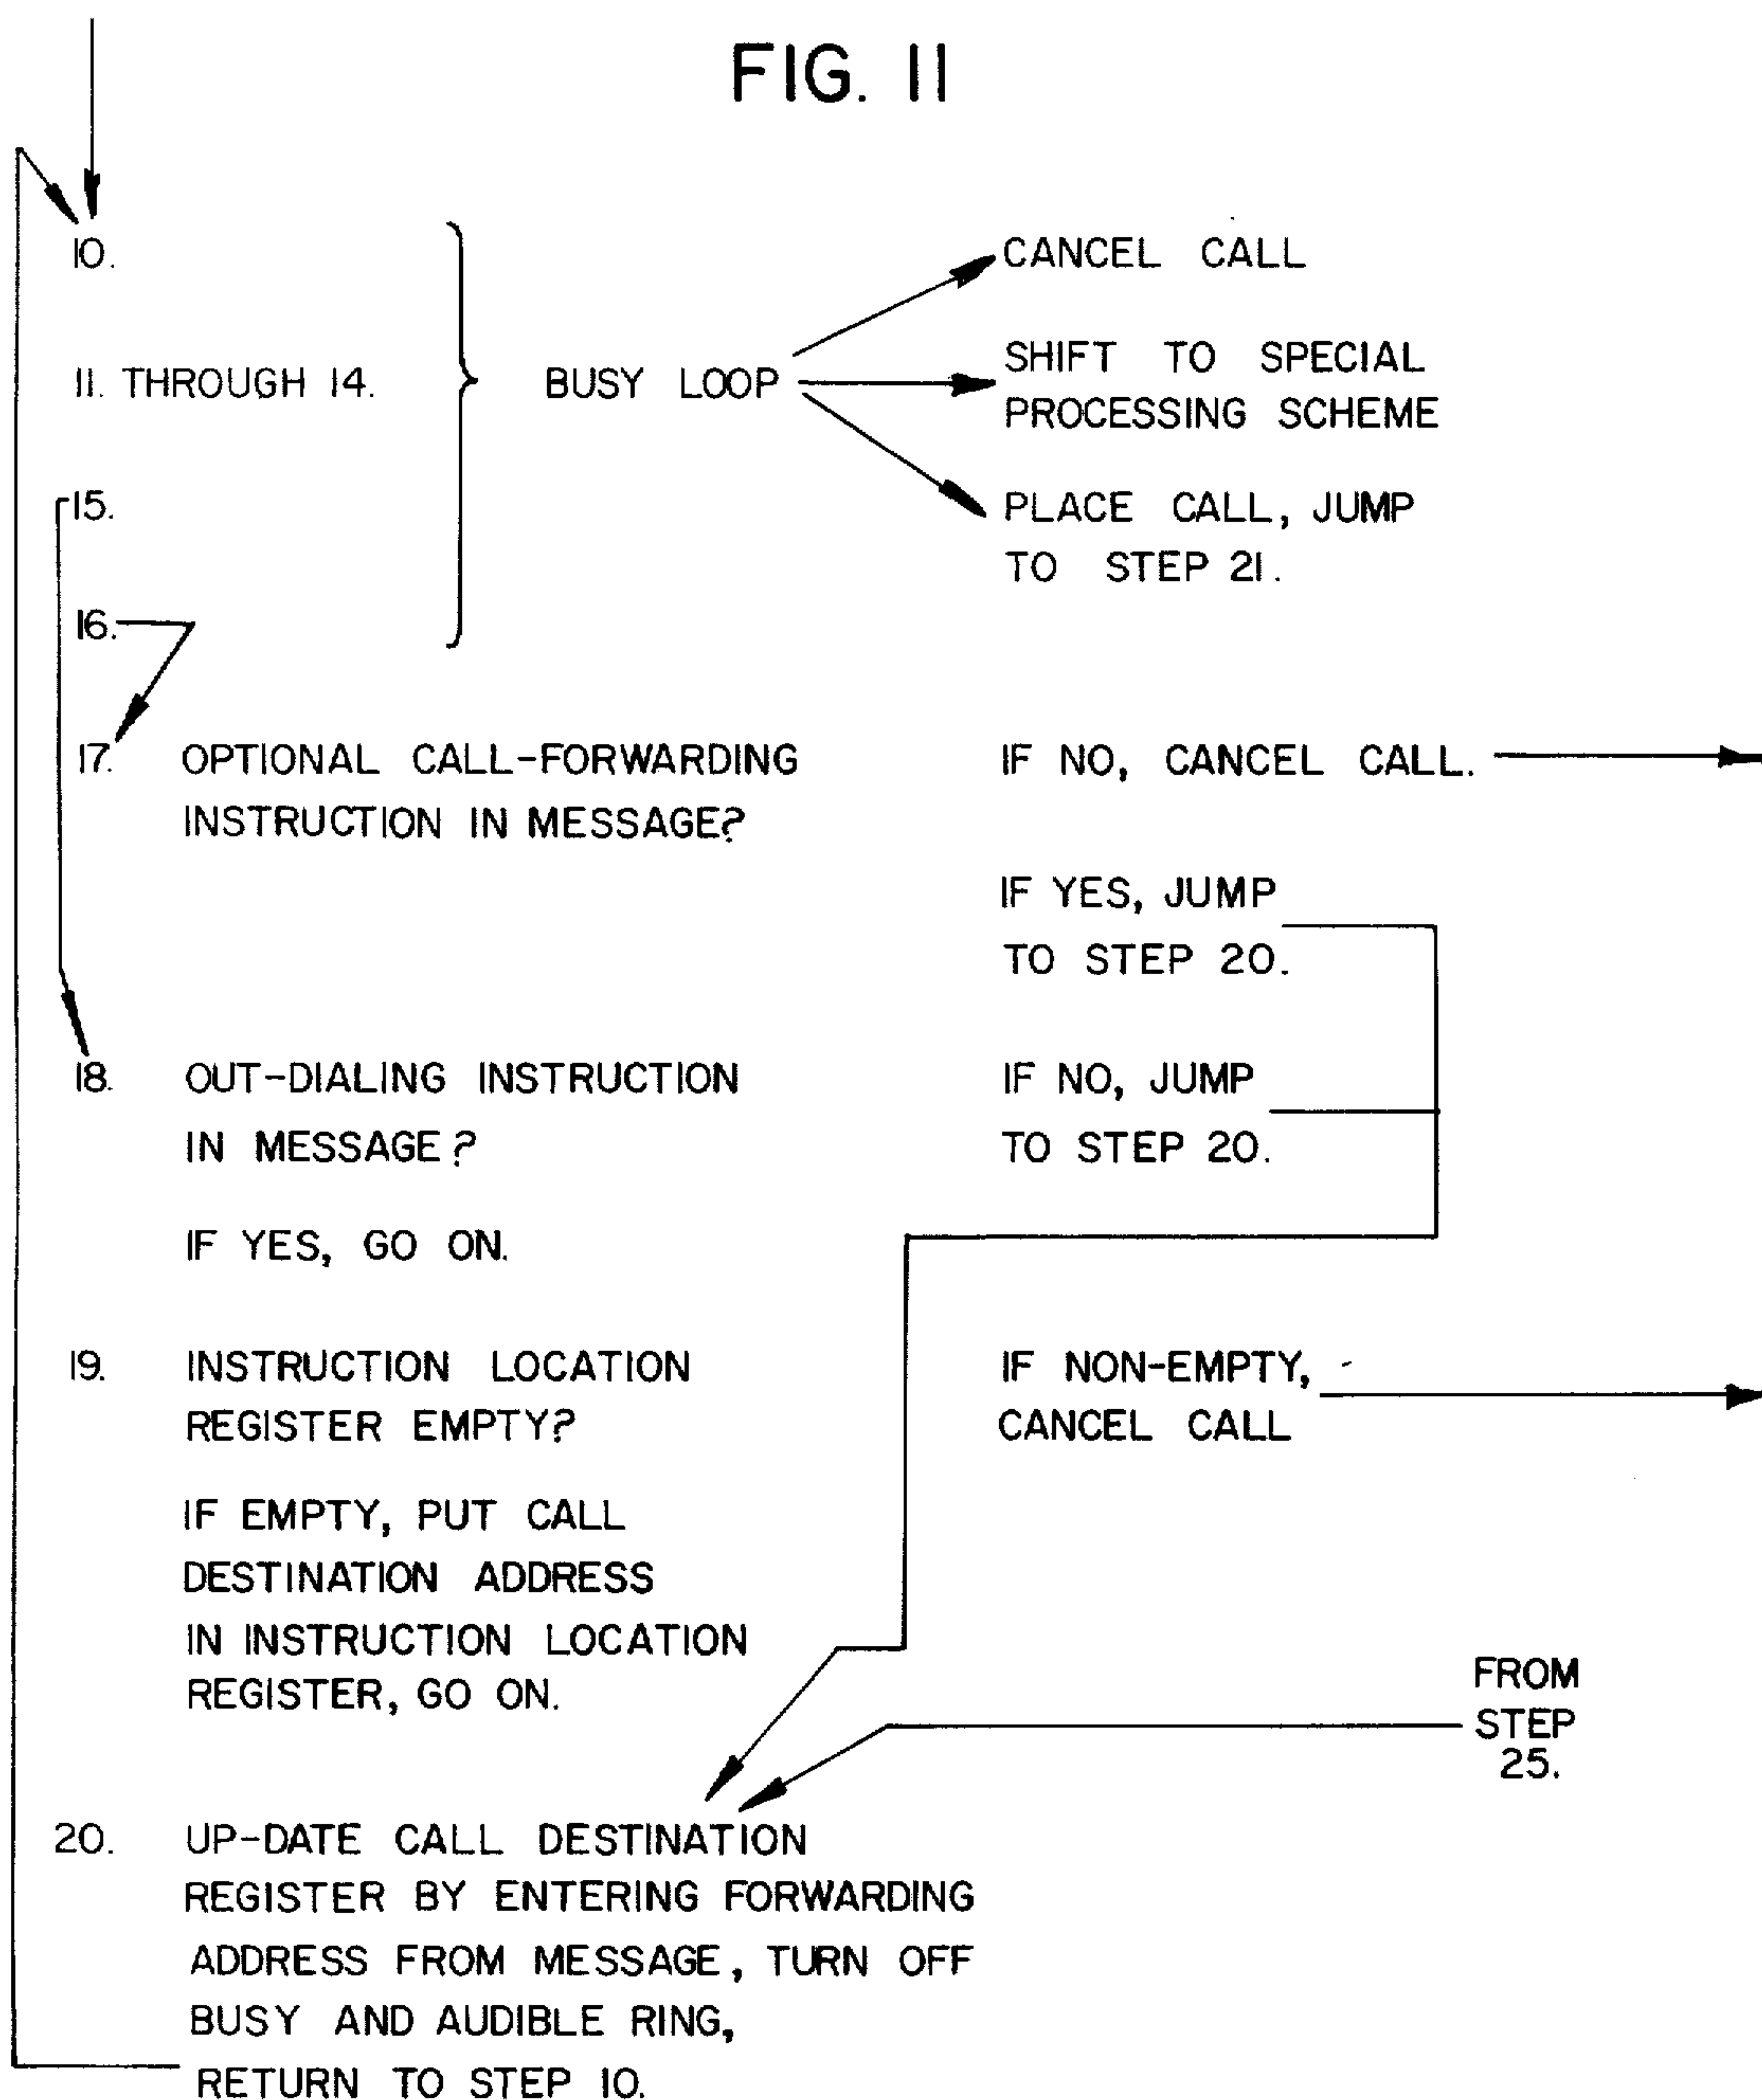 FIG. 11
10.
CANCEL CALL
11. THROUGH 14.
BUSY LOOP
SHIFT TO SPECIAL
PROCESSING SCHEME
15.
PLACE CALL, JUMP
TO STEP 21.
16.
17. OPTIONAL CALL-FORWARDING
INSTRUCTION IN MESSAGE?
IF NO, CANCEL CALL.
IF YES, JUMP
TO STEP 20.
18. OUT-DIALING INSTRUCTION
IN MESSAGE?
IF YES, GO ON.
IF NO, JUMP
TO STEP 20.
19. INSTRUCTION LOCATION
REGISTER EMPTY?
IF EMPTY, PUT CALL
DESTINATION ADDRESS
IN INSTRUCTION LOCATION
REGISTER, GO ON.
IF NON-EMPTY,
CANCEL CALL
FROM
STEP
25.
20. UP-DATE CALL DESTINATION
REGISTER BY ENTERING FORWARDING
ADDRESS FROM MESSAGE, TURN OFF
BUSY AND AUDIBLE RING,
RETURN TO STEP 10.